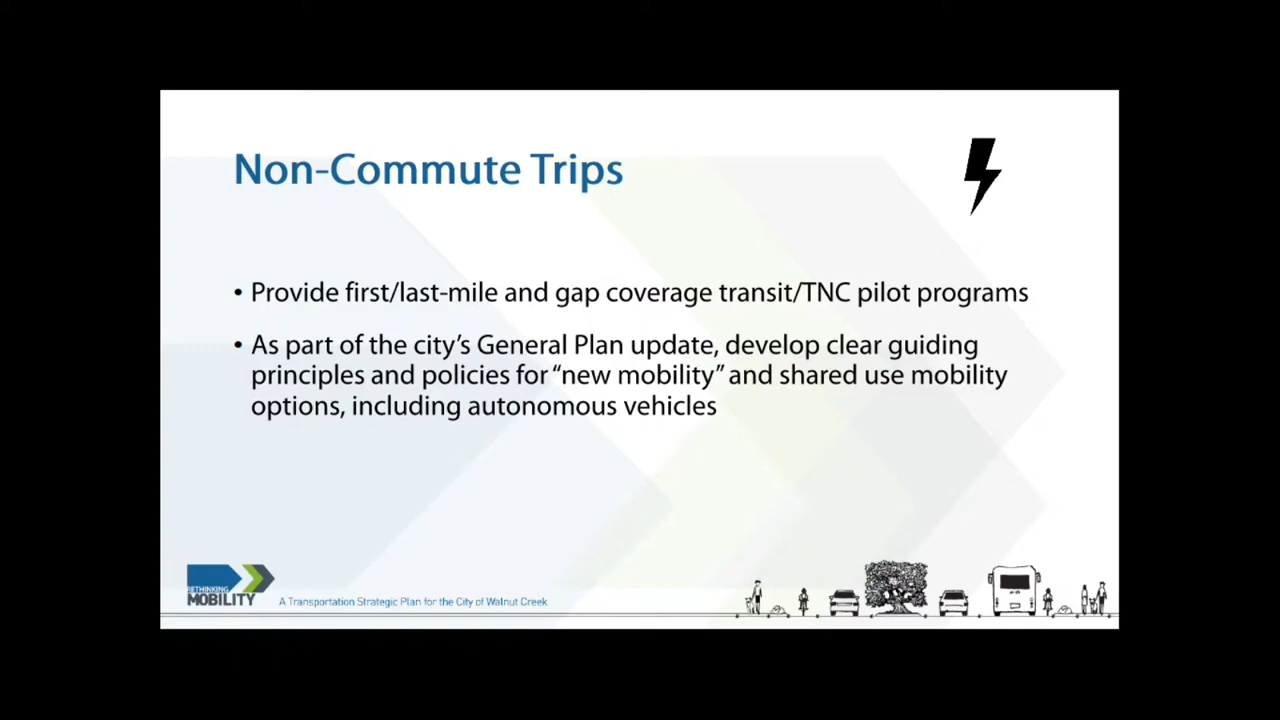 Non-Commute Trips
• Provide first/last-mile and gap coverage transit/TNC pilot programs
• As part of the city’s General Plan update, develop clear guiding
principles and policies for “new mobility” and shared use mobility
options, including autonomous vehicles
RETHINKING
MOBILITY
A Transportation Strategic Plan for the City of Walnut Creek